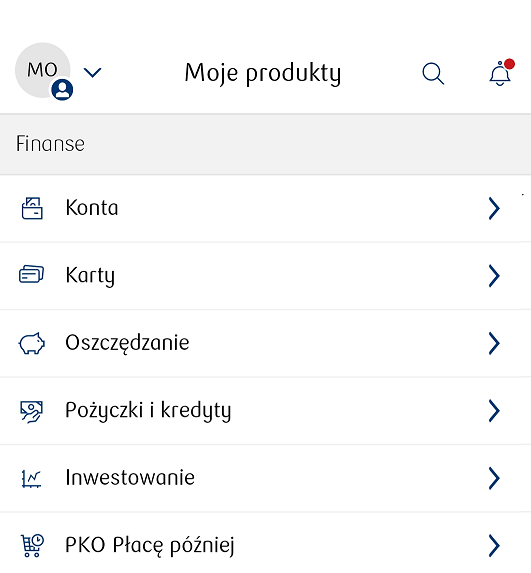 MO
Moje produkty
Finanse
Konta
Karty
Oszczędzanie
Pożyczki i kredyty
Inwestowanie
PKO Płacę później